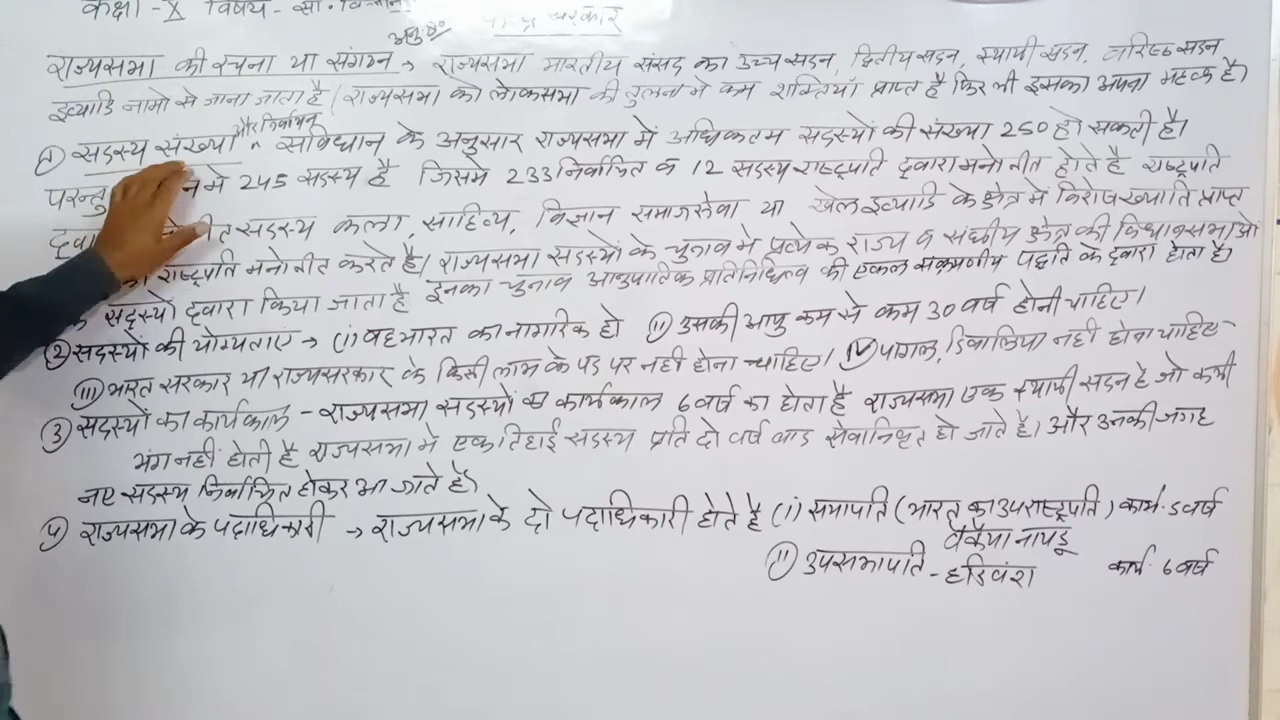 कक्षा - X विषय - सा. विज्ञान
सरकार
राज्यसभा की रचना या संगठन → राज्यसभा भारतीय संसद का उच्च सदन, द्वितीय सदन, स्थायी सदन, वरिष्ठ सदन
इत्यादि नामो से जाना जाता है। राज्यसभा को लोकसभा की तुलना मे कम शक्तियाँ प्राप्त है फिर भी इसका अपना महत्व है।
① सदस्य संख्या और निर्वाचन संविधान के अनुसार राज्यसभा में अधिकतम सदस्यों की संख्या 250 हो सकती है।
परन्तु मे 245 सदस्य है जिसमे 233 निर्वाचित व 12 सदस्य राष्ट्रपति द्वारा मनोनीत होते है राष्ट्रपति
सदस्य कला, साहित्य, विज्ञान समाजसेवा या खेल इत्यादि के क्षेत्र में विशेष ख्याति प्राप्त
राष्ट्रपति मनोनीत करते है। राज्यसभा सदस्यों के चुनाव मे प्रत्येक राज्य व संघीय क्षेत्र की विधानसभाओ
के सदस्यो द्वारा किया जाता है इनका चुनाव आनुपातिक प्रतिनिधित्व की एकल संक्रमणीय पद्धति के द्वारा होता है।
② सदस्यों की योग्यताए → (i) वह भारत का नागरिक हो (ii) उसकी आयु कम से कम 30 वर्ष होनी चाहिए।
(iii) भारत सरकार या राज्यसरकार के किसी लाभ के पद पर नही होना चाहिए। (iv) पागल, दिवालिया नही होना चाहिए
③ सदस्यों का कार्यकाल - राज्यसभा सदस्यों का कार्यकाल 6 वर्ष का होता है राज्यसभा एक स्थायी सदन है जो कभी
भंग नही होती है राज्यसभा मे एक तिहाई सदस्य प्रति दो वर्ष बाद सेवानिवृत हो जाते है। और उनकी जगह
नए सदस्य निर्वाचित होकर आ जाते है।
④ राज्यसभा के पदाधिकारी → राज्यसभा के दो पदाधिकारी होते है (i) सभापति (भारत का उपराष्ट्रपति) कार्य. 5 वर्ष
वैकैया नायडू
(ii) उपसभापति - हरिवंश कार्य. 6 वर्ष